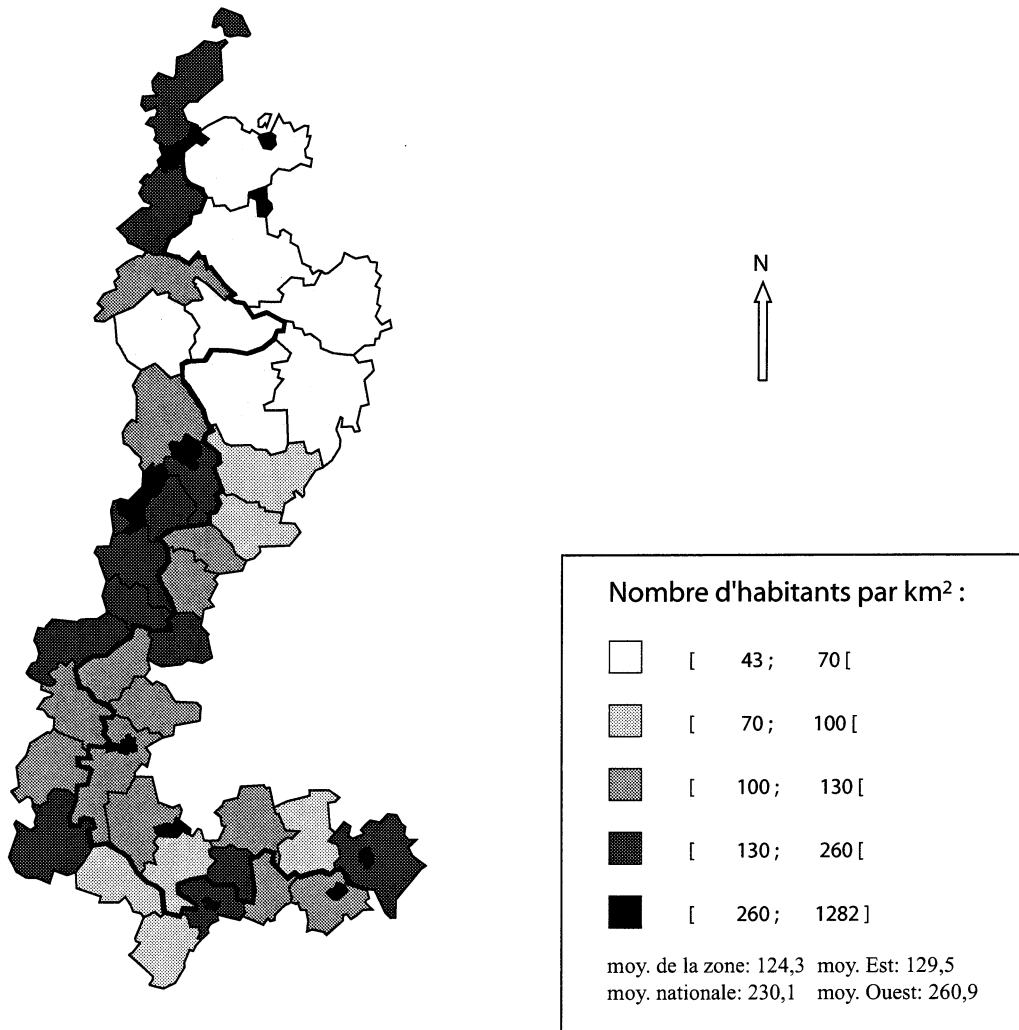 N
Nombre d'habitants par km² :
[ 43 ; 70 [
[ 70 ; 100 [
[ 100 ; 130 [
[ 130 ; 260 [
[ 260 ; 1282 ]
moy. de la zone: 124,3 moy. Est: 129,5
moy. nationale: 230,1 moy. Ouest: 260,9